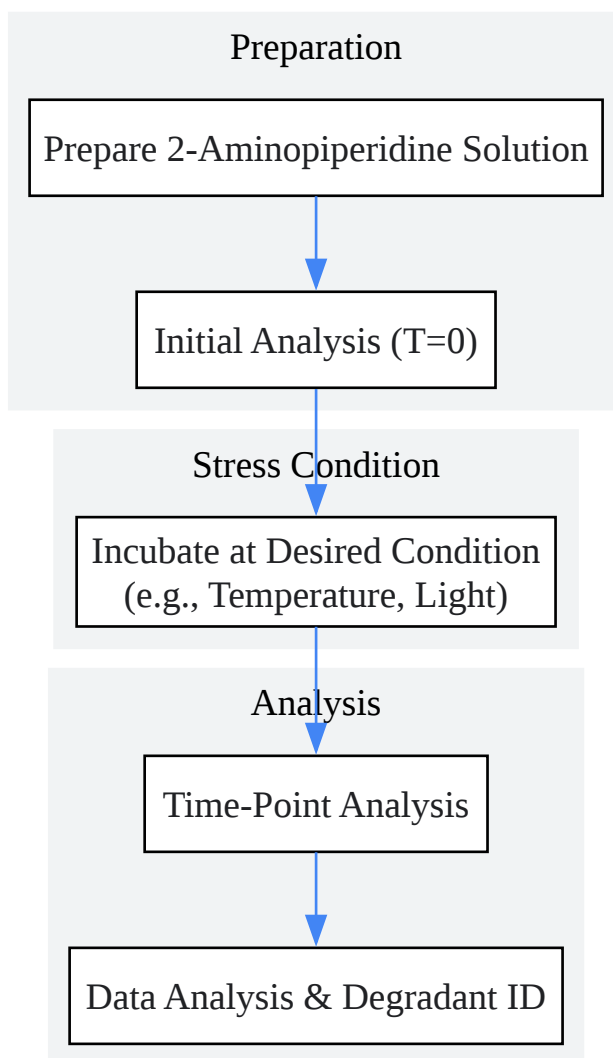 Preparation
Prepare 2-Aminopiperidine Solution
Initial Analysis (T=0)
Stress Condition
Incubate at Desired Condition
(e.g., Temperature, Light)
Analysis
Time-Point Analysis
Data Analysis & Degradant ID